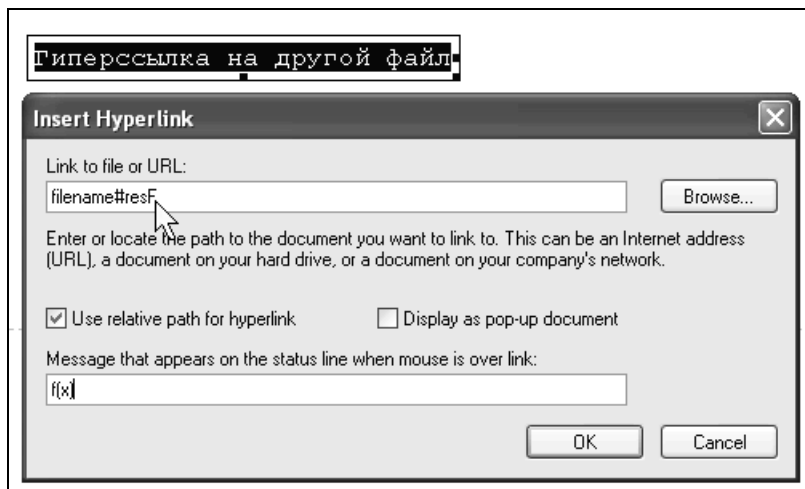 Гиперссылка на другой файл
Insert Hyperlink
Link to file or URL:
filename#resF
Browse...
Enter or locate the path to the document you want to link to. This can be an Internet address
(URL), a document on your hard drive, or a document on your company's network.
Use relative path for hyperlink
Display as pop-up document
Message that appears on the status line when mouse is over link:
f(x)
OK
Cancel